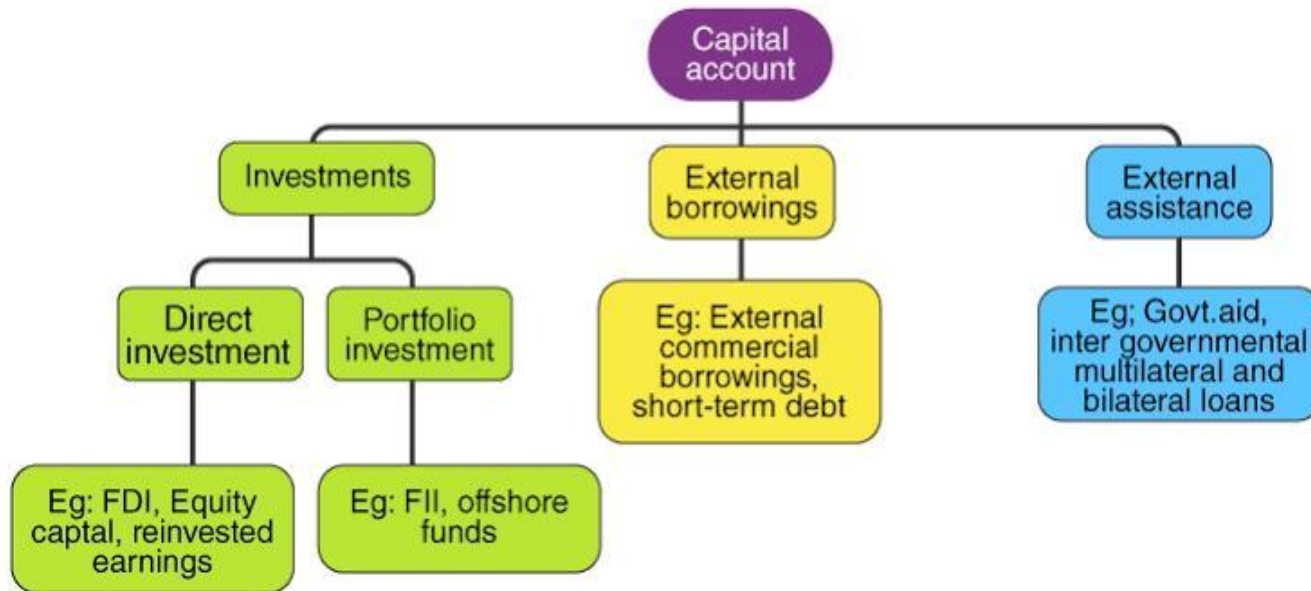 Capital
account
Investments
External
borrowings
External
assistance
Direct
investment
Portfolio
investment
Eg: External
commercial
borrowings,
short-term debt
Eg; Govt.aid,
inter governmental
multilateral and
bilateral loans
Eg: FDI, Equity
captal, reinvested
earnings
Eg: FII, offshore
funds